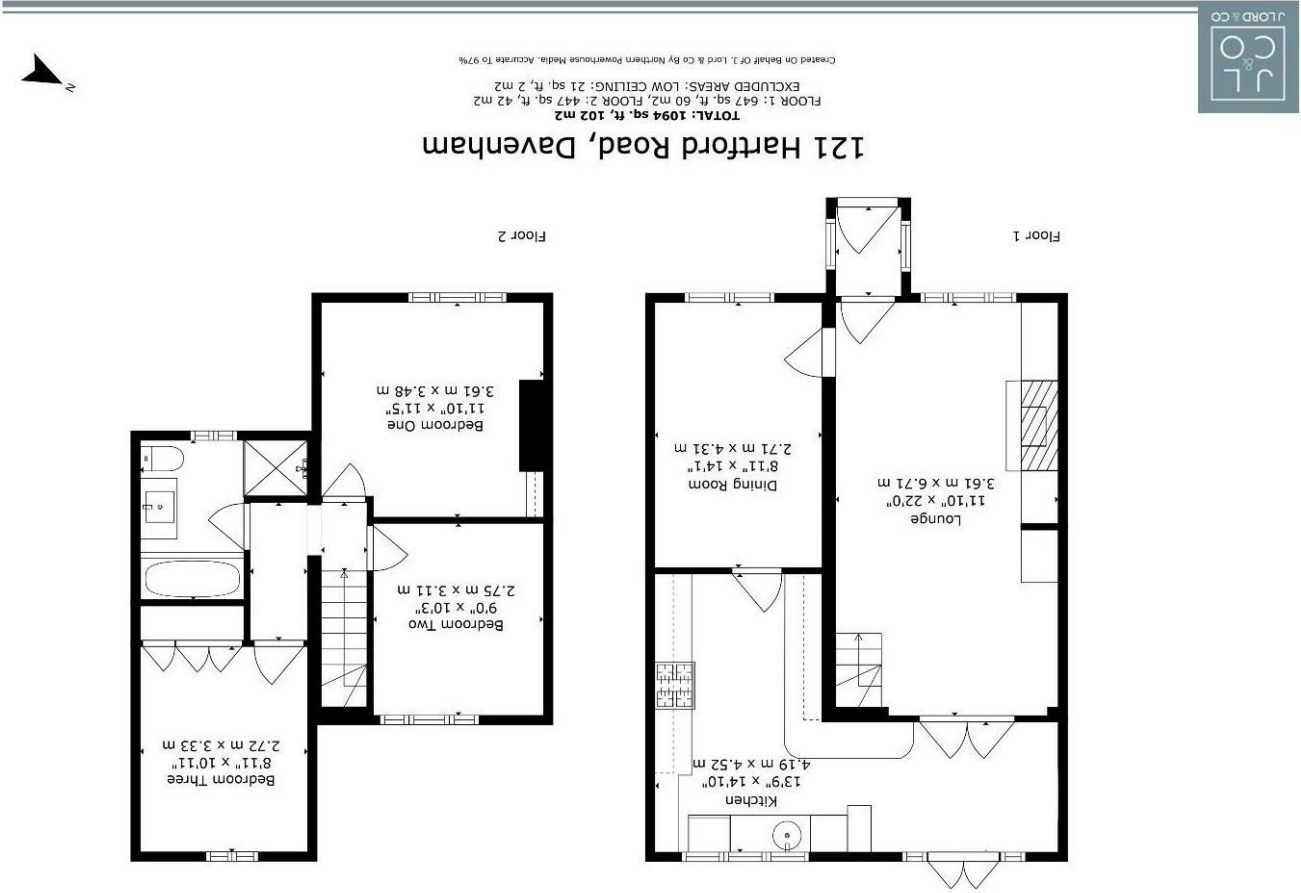 Kitchen
13'9" x 14'10"
4.19 m x 4.52 m
Lounge
11'10" x 22'0"
3.61 m x 6.71 m
Dining Room
8'11" x 14'1"
2.71 m x 4.31 m
Floor 1
Bedroom Three
8'11" x 10'11"
2.72 m x 3.33 m
Bedroom Two
9'0" x 10'3"
2.75 m x 3.11 m
Bedroom One
11'10" x 11'5"
3.61 m x 3.48 m
Floor 2
121 Hartford Road, Davenham
TOTAL: 1094 sq. ft, 102 m2
FLOOR 1: 647 sq. ft, 60 m2, FLOOR 2: 447 sq. ft, 42 m2
EXCLUDED AREAS: LOW CEILING: 21 sq. ft, 2 m2
Created On Behalf Of J. Lord & Co By Northern Powerhouse Media. Accurate To 97%
N
J L
&
CO
J LORD & CO